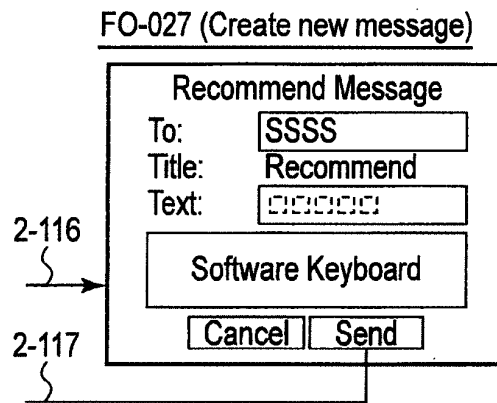 FO-027 (Create new message)
Recommend Message
To: SSSS
Title: Recommend
Text: □□□□□
2-116
Software Keyboard
Cancel Send
2-117